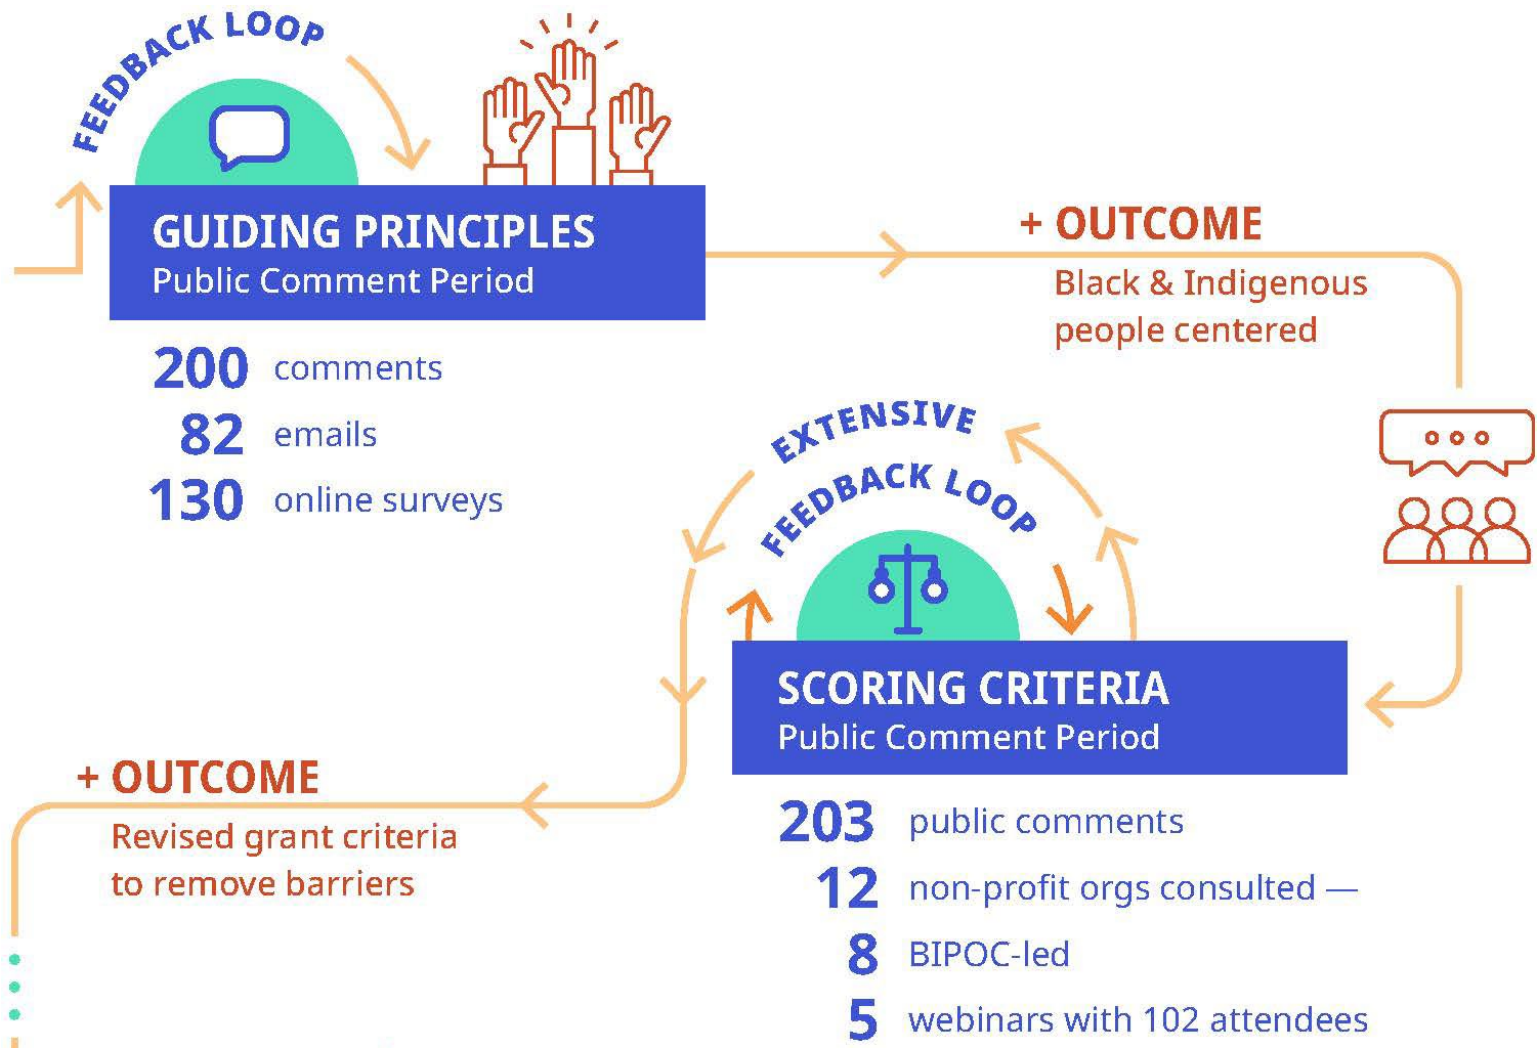 FEEDBACK LOOP
GUIDING PRINCIPLES
Public Comment Period
200 comments
82 emails
130 online surveys
+ OUTCOME
Black & Indigenous
people centered
EXTENSIVE
FEEDBACK LOOP
SCORING CRITERIA
Public Comment Period
203 public comments
12 non-profit orgs consulted —
8 BIPOC-led
5 webinars with 102 attendees
+ OUTCOME
Revised grant criteria
to remove barriers